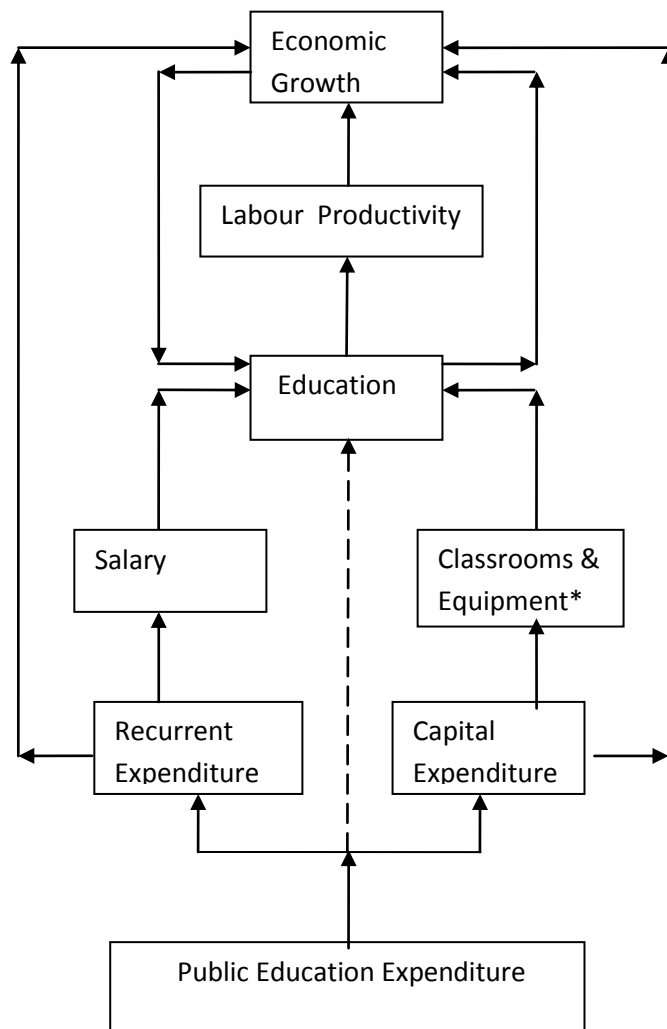 Economic
Growth
Labour Productivity
Education
Salary
Classrooms &
Equipment*
Recurrent
Expenditure
Capital
Expenditure
Public Education Expenditure